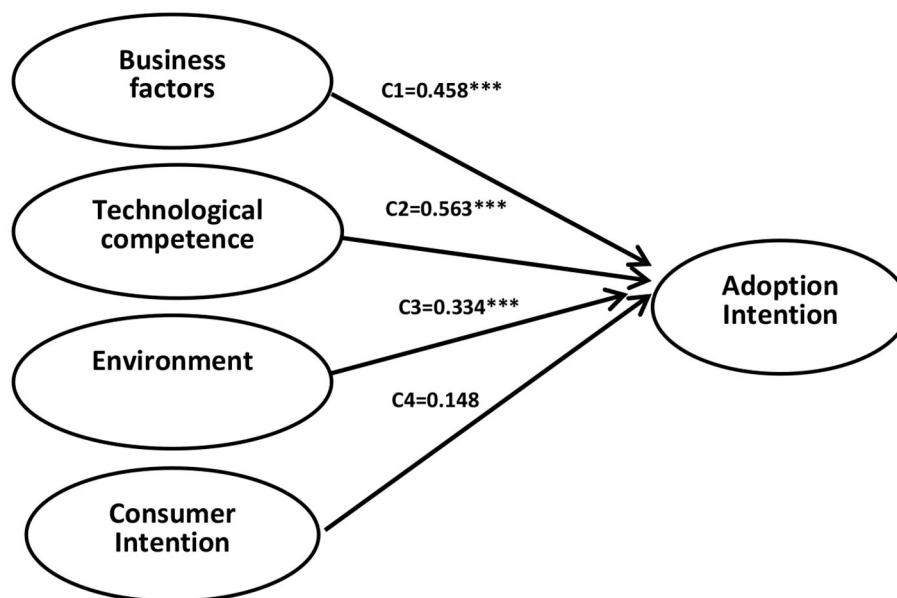 Business
factors
C1=0.458***
Technological
competence
C2=0.563***
Adoption
Intention
Environment
C3=0.334***
C4=0.148
Consumer
Intention